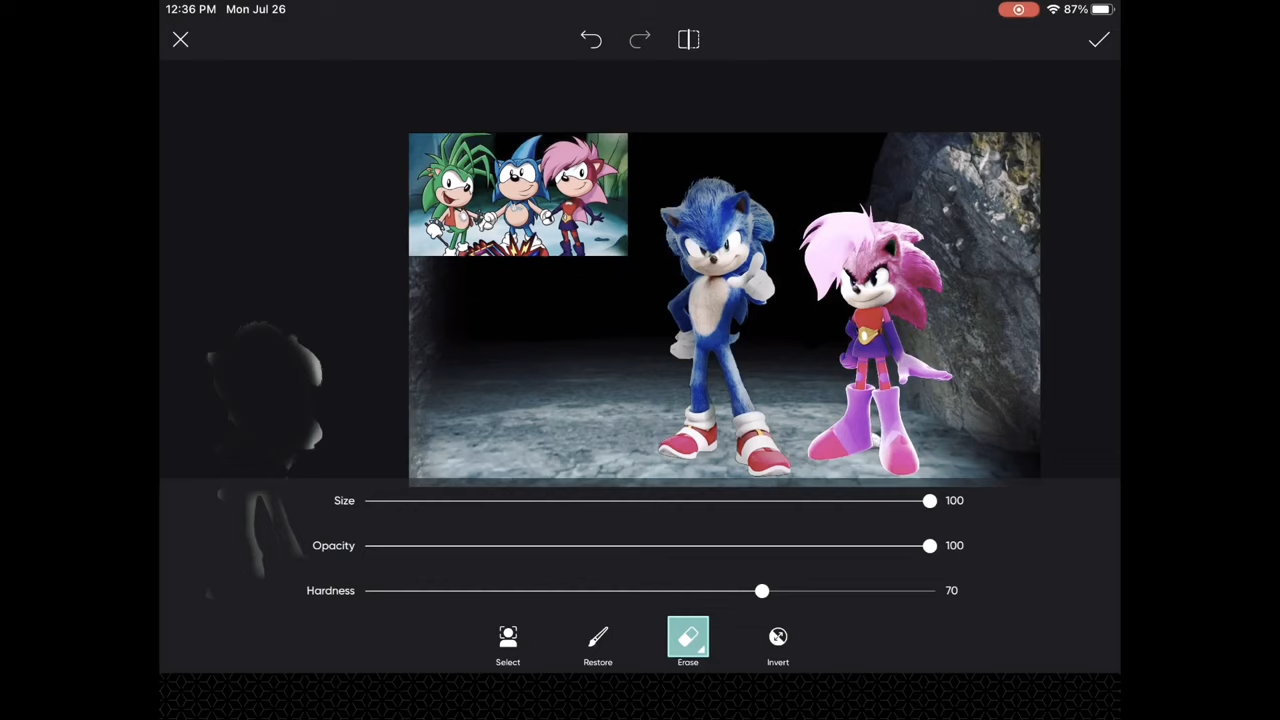 12:36 PM Mon Jul 26
87%
Size 100
Opacity 100
Hardness 70
Select Restore Erase Invert